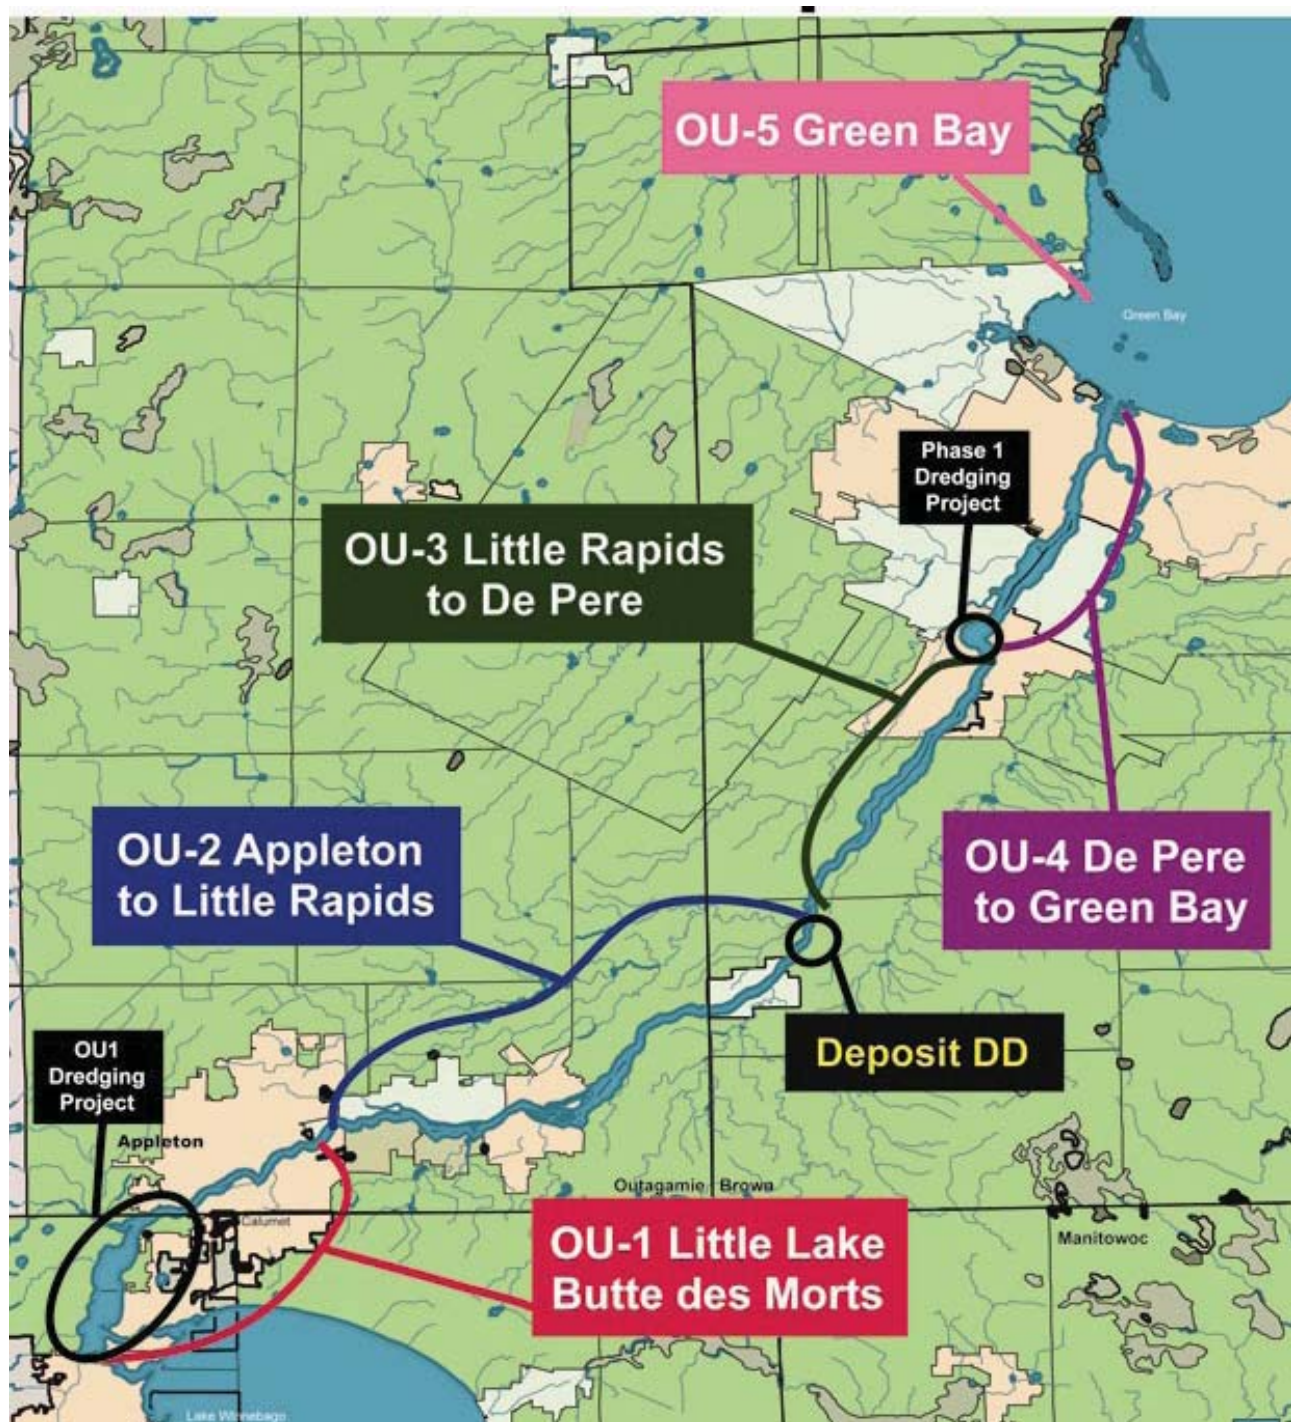 OU-5 Green Bay
Green Bay
Phase 1
Dredging
Project
OU-3 Little Rapids
to De Pere
OU-2 Appleton
to Little Rapids
OU-4 De Pere
to Green Bay
Deposit DD
OU1
Dredging
Project
Appleton
Outagamie Brown
Calumet
OU-1 Little Lake
Butte des Morts
Manitowoc
Lake Winnebago